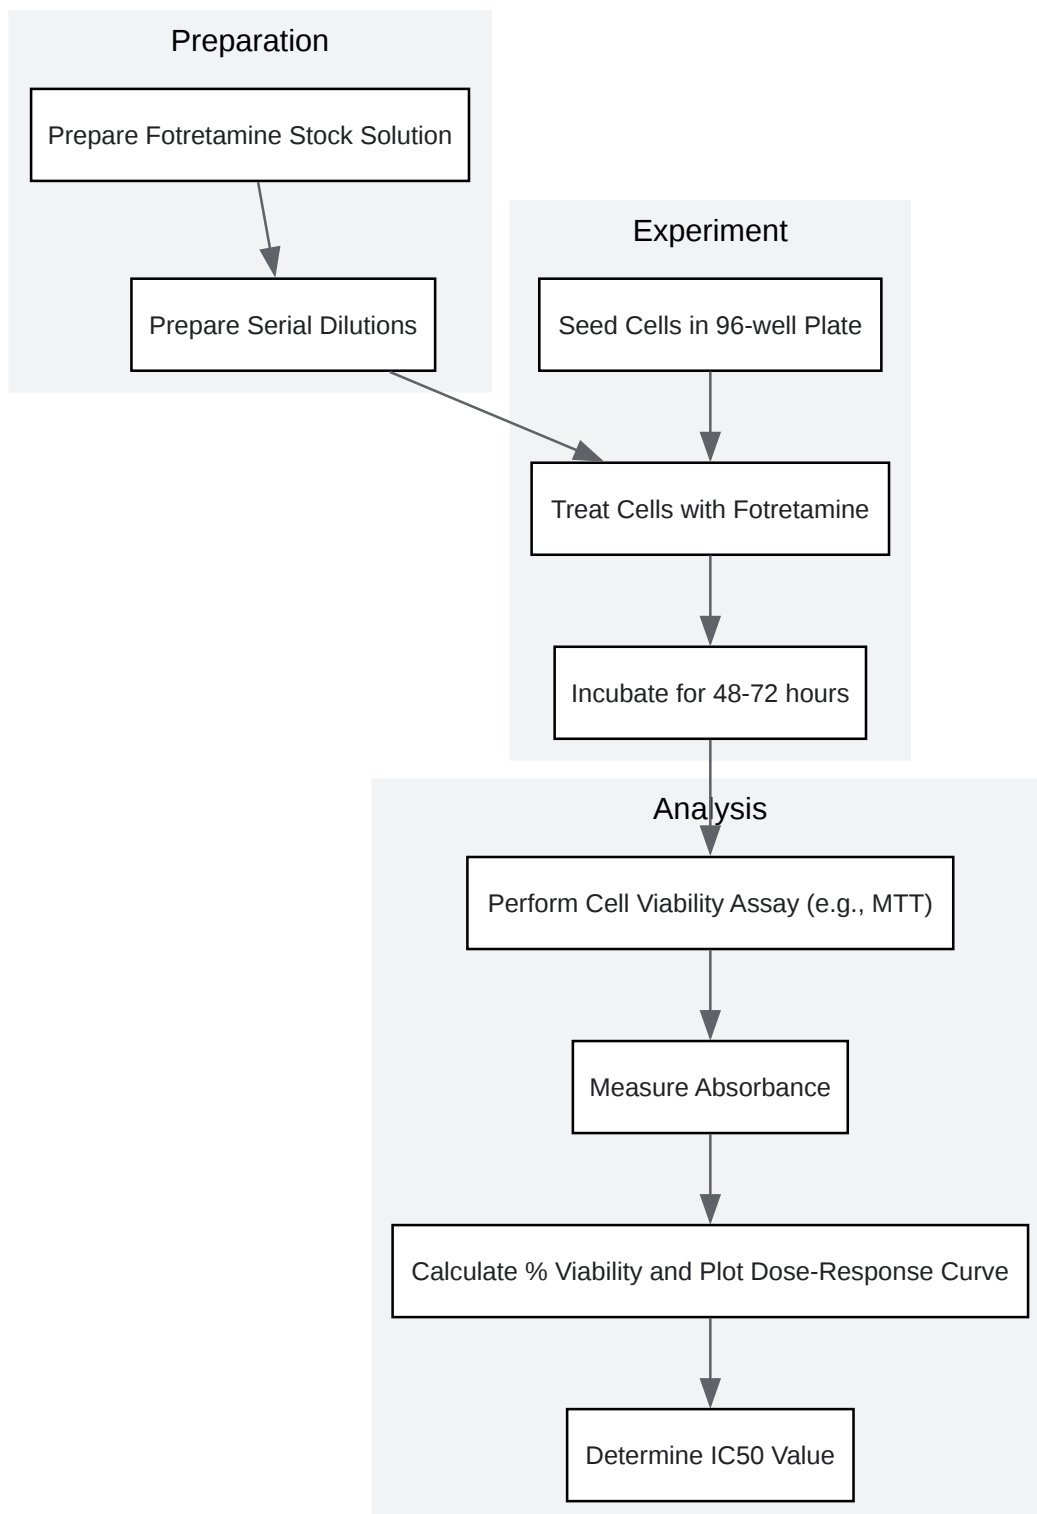 Preparation
Prepare Fotretamine Stock Solution
Prepare Serial Dilutions
Experiment
Seed Cells in 96-well Plate
Treat Cells with Fotretamine
Incubate for 48-72 hours
Analysis
Perform Cell Viability Assay (e.g., MTT)
Measure Absorbance
Calculate % Viability and Plot Dose-Response Curve
Determine IC50 Value